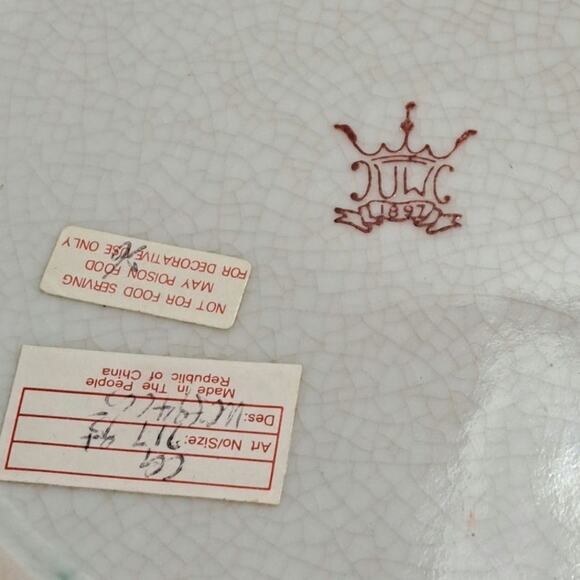 UWC
1897
NOT FOR FOOD SERVING
MAY POISON FOOD
FOR DECORATIVE USE ONLY
Art No/Size:
Des:
Made in The People
Republic of China